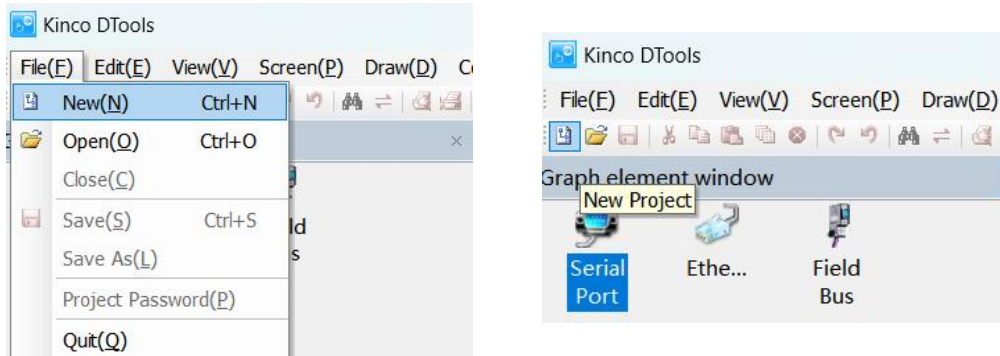 Kinco DTools
File(F) Edit(E) View(V) Screen(P) Draw(D)
New(N) Ctrl+N
Open(O) Ctrl+O
Close(C)
Save(S) Ctrl+S
Save As(L)
Project Password(P)
Quit(Q)
ld
s
Kinco DTools
File(F) Edit(E) View(V) Screen(P) Draw(D)
Graph element window
New Project
Serial Port
Ethe...
Field Bus